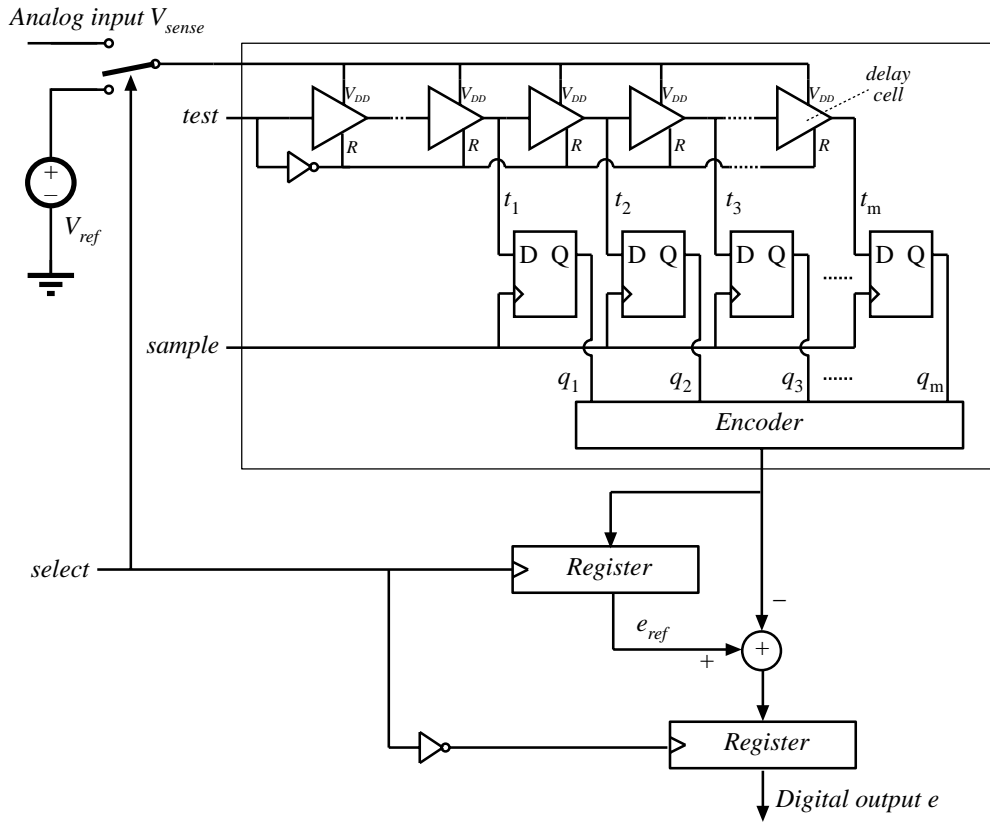 Analog input V_sense
V_DD V_DD V_DD V_DD V_DD
delay
cell
test
R R R R R
+
−
V_ref
t_1 t_2 t_3 t_m
D Q D Q D Q D Q
sample
q_1 q_2 q_3 q_m
Encoder
select
Register
−
e_ref
+
+
Register
Digital output e